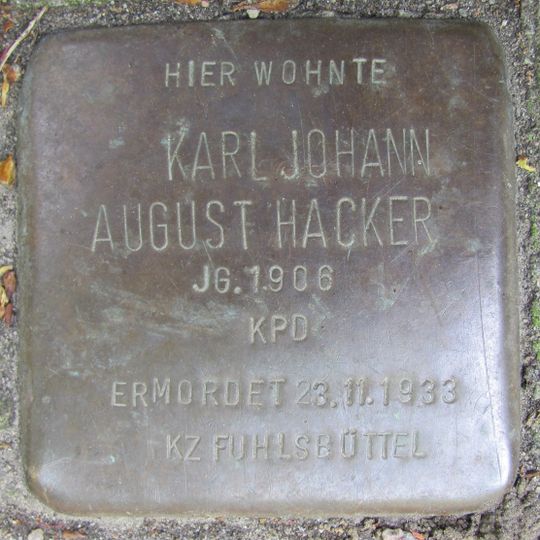 HIER WOHNTE
KARL JOHANN
AUGUST HACKER
JG. 1906
KPD
ERMORDET 23.11.1933
KZ FUHLSBÜTTEL